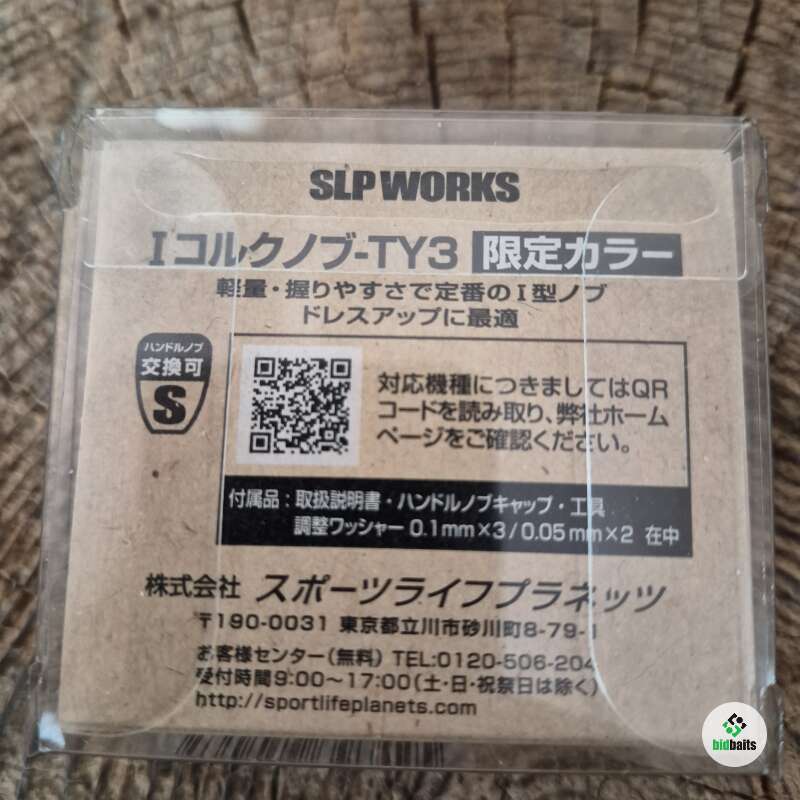 SLP WORKS
Iコルクノブ-TY3 限定カラー
軽量・握りやすさで定番のI型ノブ
ドレスアップに最適
ハンドルノブ
交換可
S
対応機種につきましてはQR
コードを読み取り、弊社ホーム
ページをご確認ください。
付属品：取扱説明書・ハンドルノブキャップ・工具
調整ワッシャー 0.1mm×3/0.05mm×2 在中
株式会社 スポーツライフプラネッツ
〒190-0031 東京都立川市砂川町8-79-1
お客様センター(無料) TEL:0120-506-204
受付時間9:00〜17:00(土・日・祝祭日は除く)
http://sportlifeplanets.com
bidbaits